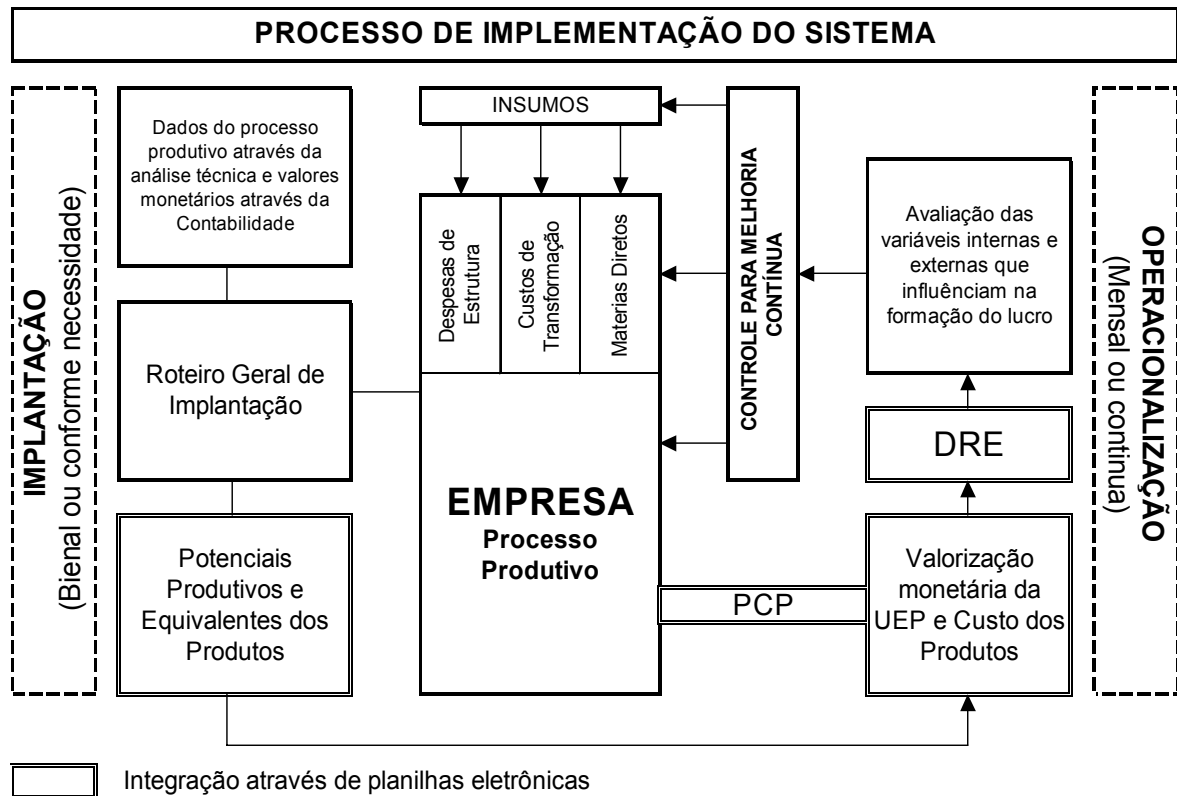 PROCESSO DE IMPLEMENTAÇÃO DO SISTEMA
IMPLANTAÇÃO
(Bienal ou conforme necessidade)
Dados do processo
produtivo através da
análise técnica e valores
monetários através da
Contabilidade
Roteiro Geral de
Implantação
Potenciais
Produtivos e
Equivalentes dos
Produtos
INSUMOS
Despesas de
Estrutura
Custos de
Transformação
Materias Diretos
EMPRESA
Processo
Produtivo
PCP
CONTROLE PARA MELHORIA
CONTÍNUA
Avaliação das
variáveis internas e
externas que
influênciam na
formação do lucro
DRE
Valorização
monetária da
UEP e Custo dos
Produtos
OPERACIONALIZAÇÃO
(Mensal ou continua)
Integração através de planilhas eletrônicas